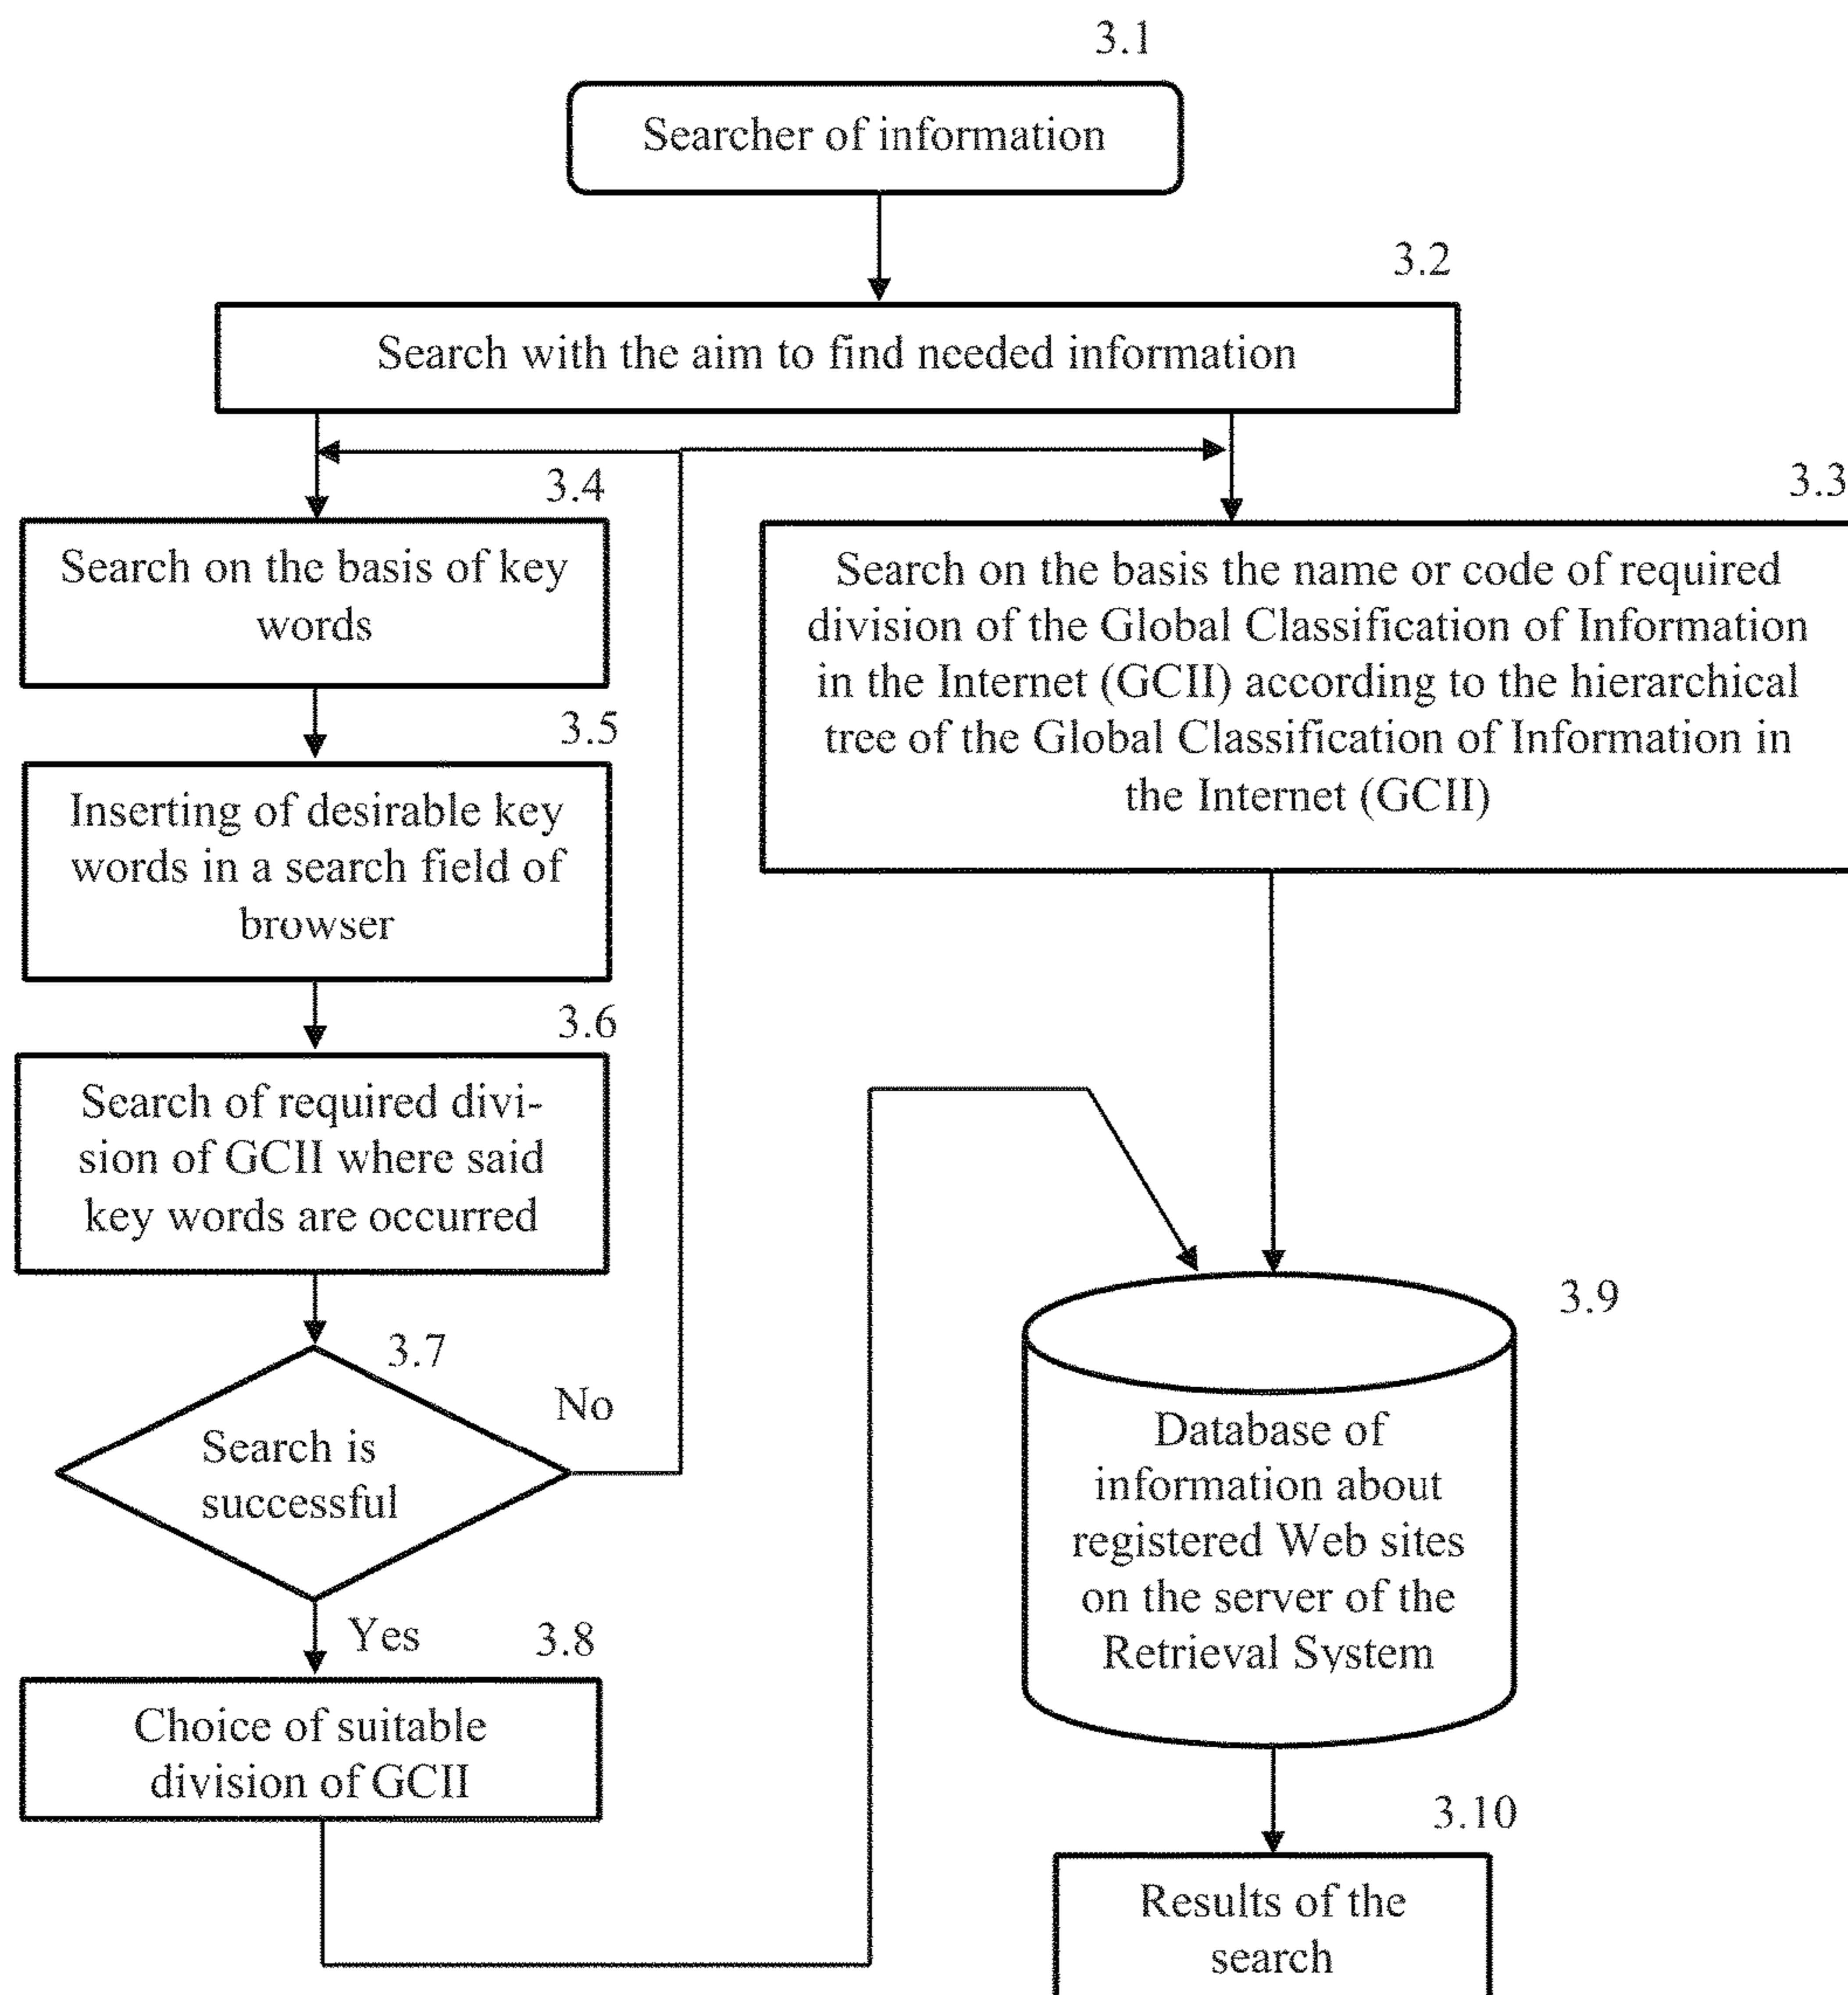 3.1
Searcher of information
3.2
Search with the aim to find needed information
3.4
Search on the basis of key
words
3.3
Search on the basis the name or code of required
division of the Global Classification of Information
in the Internet (GCII) according to the hierarchical
tree of the Global Classification of Information in
the Internet (GCII)
3.5
Inserting of desirable key
words in a search field of
browser
3.6
Search of required divi-
sion of GCII where said
key words are occurred
3.7
Search is
successful
No
Yes
3.8
Choice of suitable
division of GCII
3.9
Database of
information about
registered Web sites
on the server of the
Retrieval System
3.10
Results of the
search